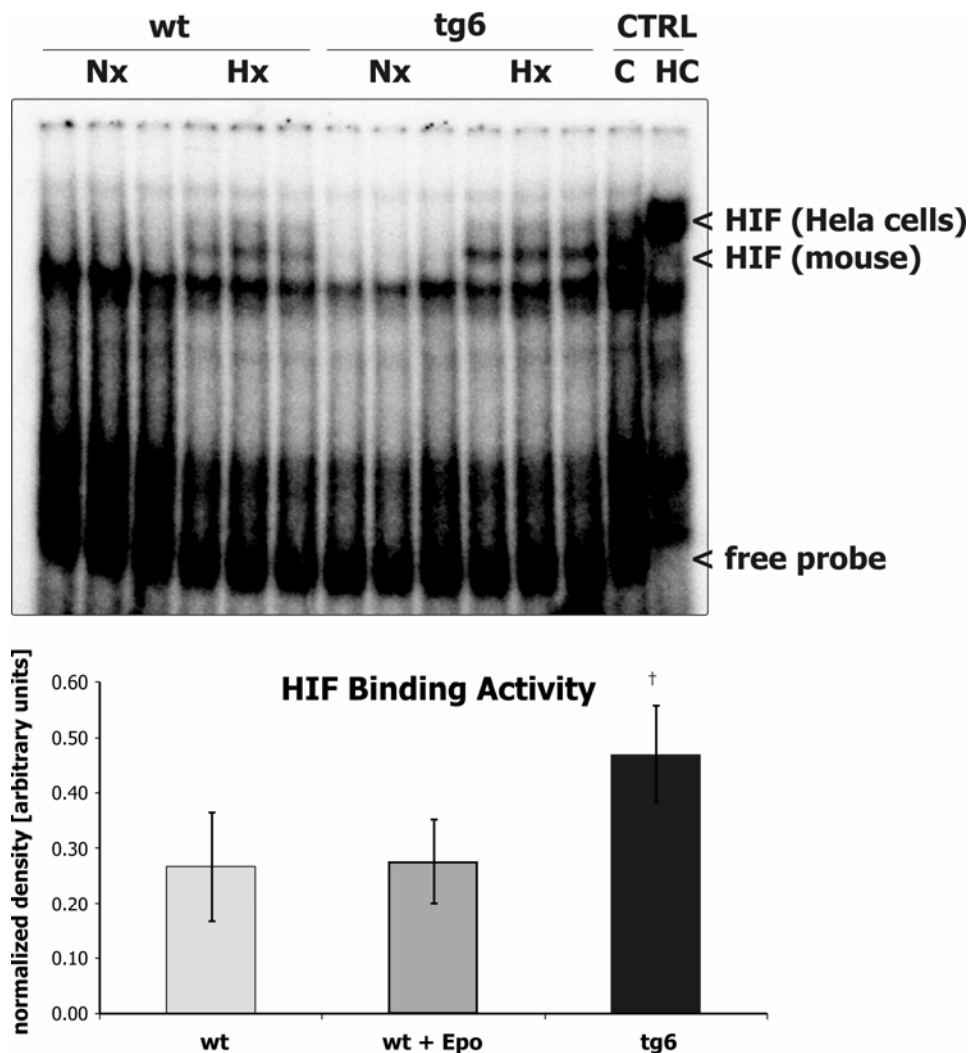 wt tg6 CTRL
Nx Hx Nx Hx C HC
< HIF (Hela cells)
< HIF (mouse)
< free probe
HIF Binding Activity
†
normalized density [arbitrary units]
0.60
0.50
0.40
0.30
0.20
0.10
0.00
wt wt + Epo tg6